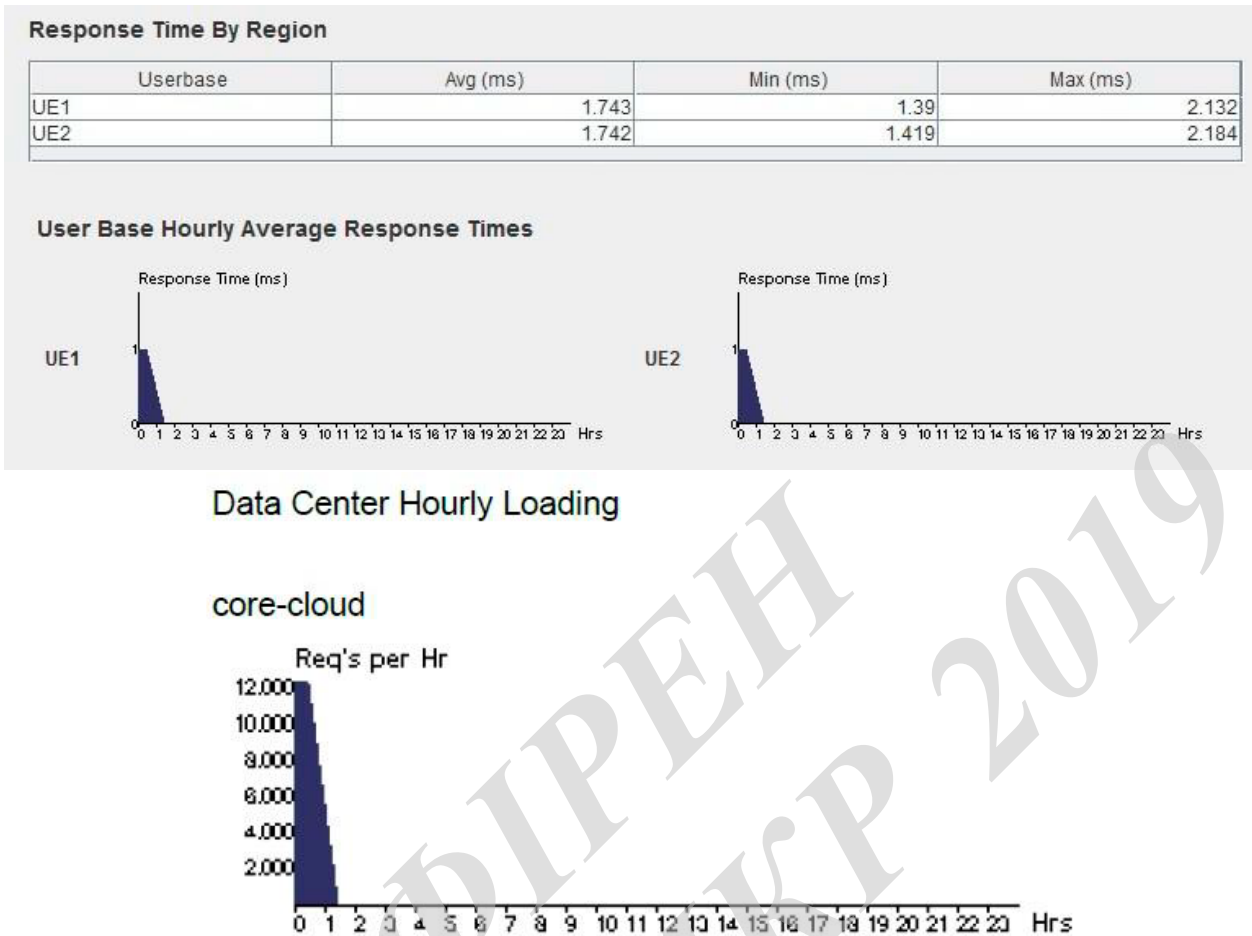 Response Time By Region
Userbase Avg (ms) Min (ms) Max (ms)
UE1 1.743 1.39 2.132
UE2 1.742 1.419 2.184
User Base Hourly Average Response Times
Response Time (ms)
UE1
1
0
0 1 2 3 4 5 6 7 8 9 10 11 12 13 14 15 16 17 18 19 20 21 22 23 Hrs
Response Time (ms)
UE2
1
0
0 1 2 3 4 5 6 7 8 9 10 11 12 13 14 15 16 17 18 19 20 21 22 23 Hrs
Data Center Hourly Loading
core-cloud
Req's per Hr
12.000
10.000
8.000
6.000
4.000
2.000
0 1 2 3 4 5 6 7 8 9 10 11 12 13 14 15 16 17 18 19 20 21 22 23 Hrs
ФІРЕН
КР 2019